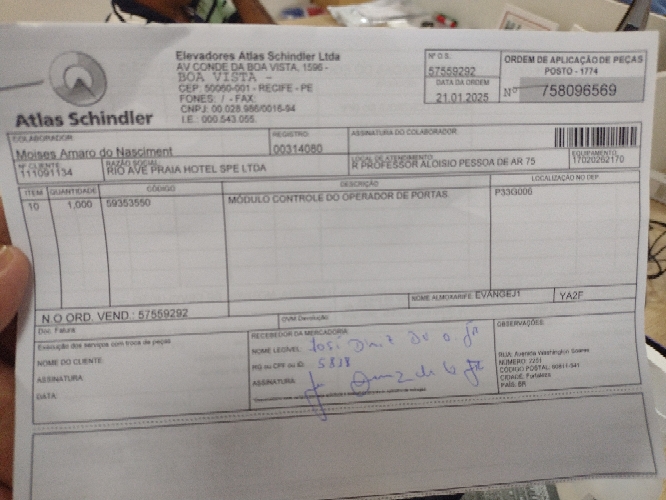 Atlas Schindler
Elevadores Atlas Schindler Ltda
AV CONDE DA BOA VISTA, 1596 -
BOA VISTA -
CEP: 50060-001 - RECIFE - PE
FONES: / - FAX:
CNPJ: 00.028.986/0016-94
I.E.: 000.543.055.
Nº O.S.
57559292
DATA DA ORDEM
21.01.2025
ORDEM DE APLICAÇÃO DE PEÇAS
POSTO - 1774
Nº 758096569
COLABORADOR
Moises Amaro do Nasciment
REGISTRO
00314080
ASSINATURA DO COLABORADOR
Nº CLIENTE
111091134
RAZÃO SOCIAL
RIO AVE PRAIA HOTEL SPE LTDA
LOCAL DE ATENDIMENTO
R PROFESSOR ALOISIO PESSOA DE AR 75
EQUIPAMENTO
17020262170
ITEM QUANTIDADE CÓDIGO DESCRIÇÃO LOCALIZAÇÃO NO DEP.
10 1,000 59353550 MÓDULO CONTROLE DO OPERADOR DE PORTAS P33G006
NOME ALMOXARIFE: EVANGEJ1 YA2F
N.O ORD. VEND.: 57559292
Doc. Fatura:
OVM Devolução:
Execução dos serviços com troca de peças
NOME DO CLIENTE:
ASSINATURA:
DATA:
RECEBEDOR DA MERCADORIA
NOME LEGÍVEL:
RG ou CPF ou ID: 5838
ASSINATURA:
OBSERVAÇÕES:
RUA: Avenida Washington Soares
CÓDIGO POSTAL: 60811-341
CIDADE: Fortaleza
PAÍS: BR